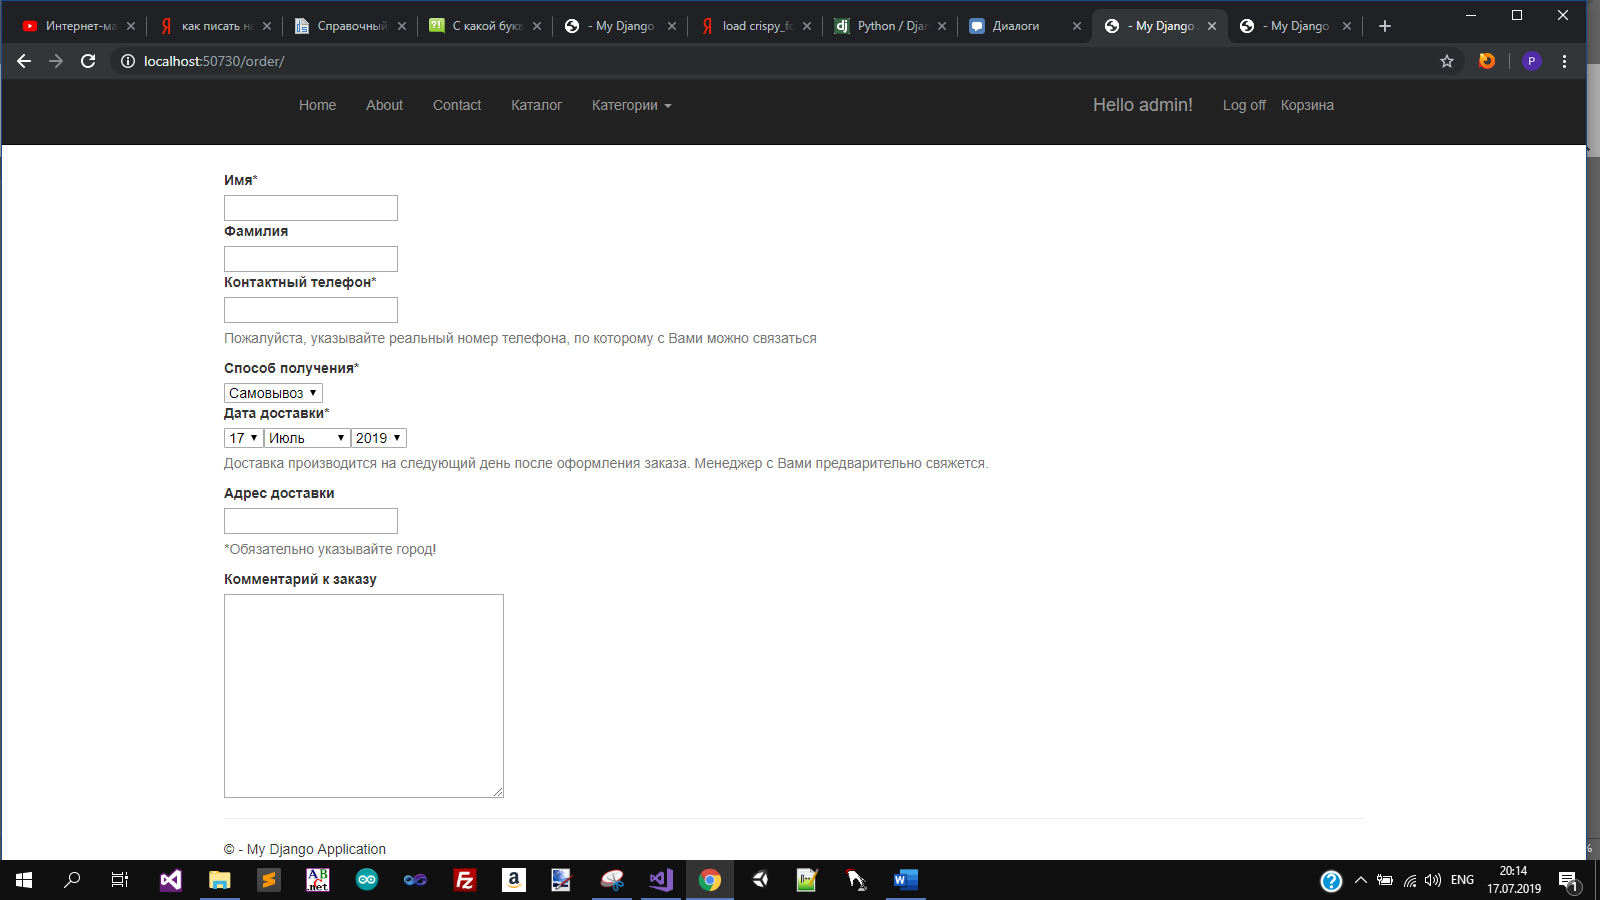 Интернет-ма
как писать на
Справочный
С какой букв
- My Django
load crispy_fo
Python / Djan
Диалоги
- My Django
- My Django
localhost:50730/order/
P
Home About Contact Каталог Категории Hello admin! Log off Корзина
Имя*
Фамилия
Контактный телефон*
Пожалуйста, указывайте реальный номер телефона, по которому с Вами можно связаться
Способ получения*
Самовывоз
Дата доставки*
17 Июль 2019
Доставка производится на следующий день после оформления заказа. Менеджер с Вами предварительно свяжется.
Адрес доставки
*Обязательно указывайте город!
Комментарий к заказу
© - My Django Application
ENG
20:14
17.07.2019
1